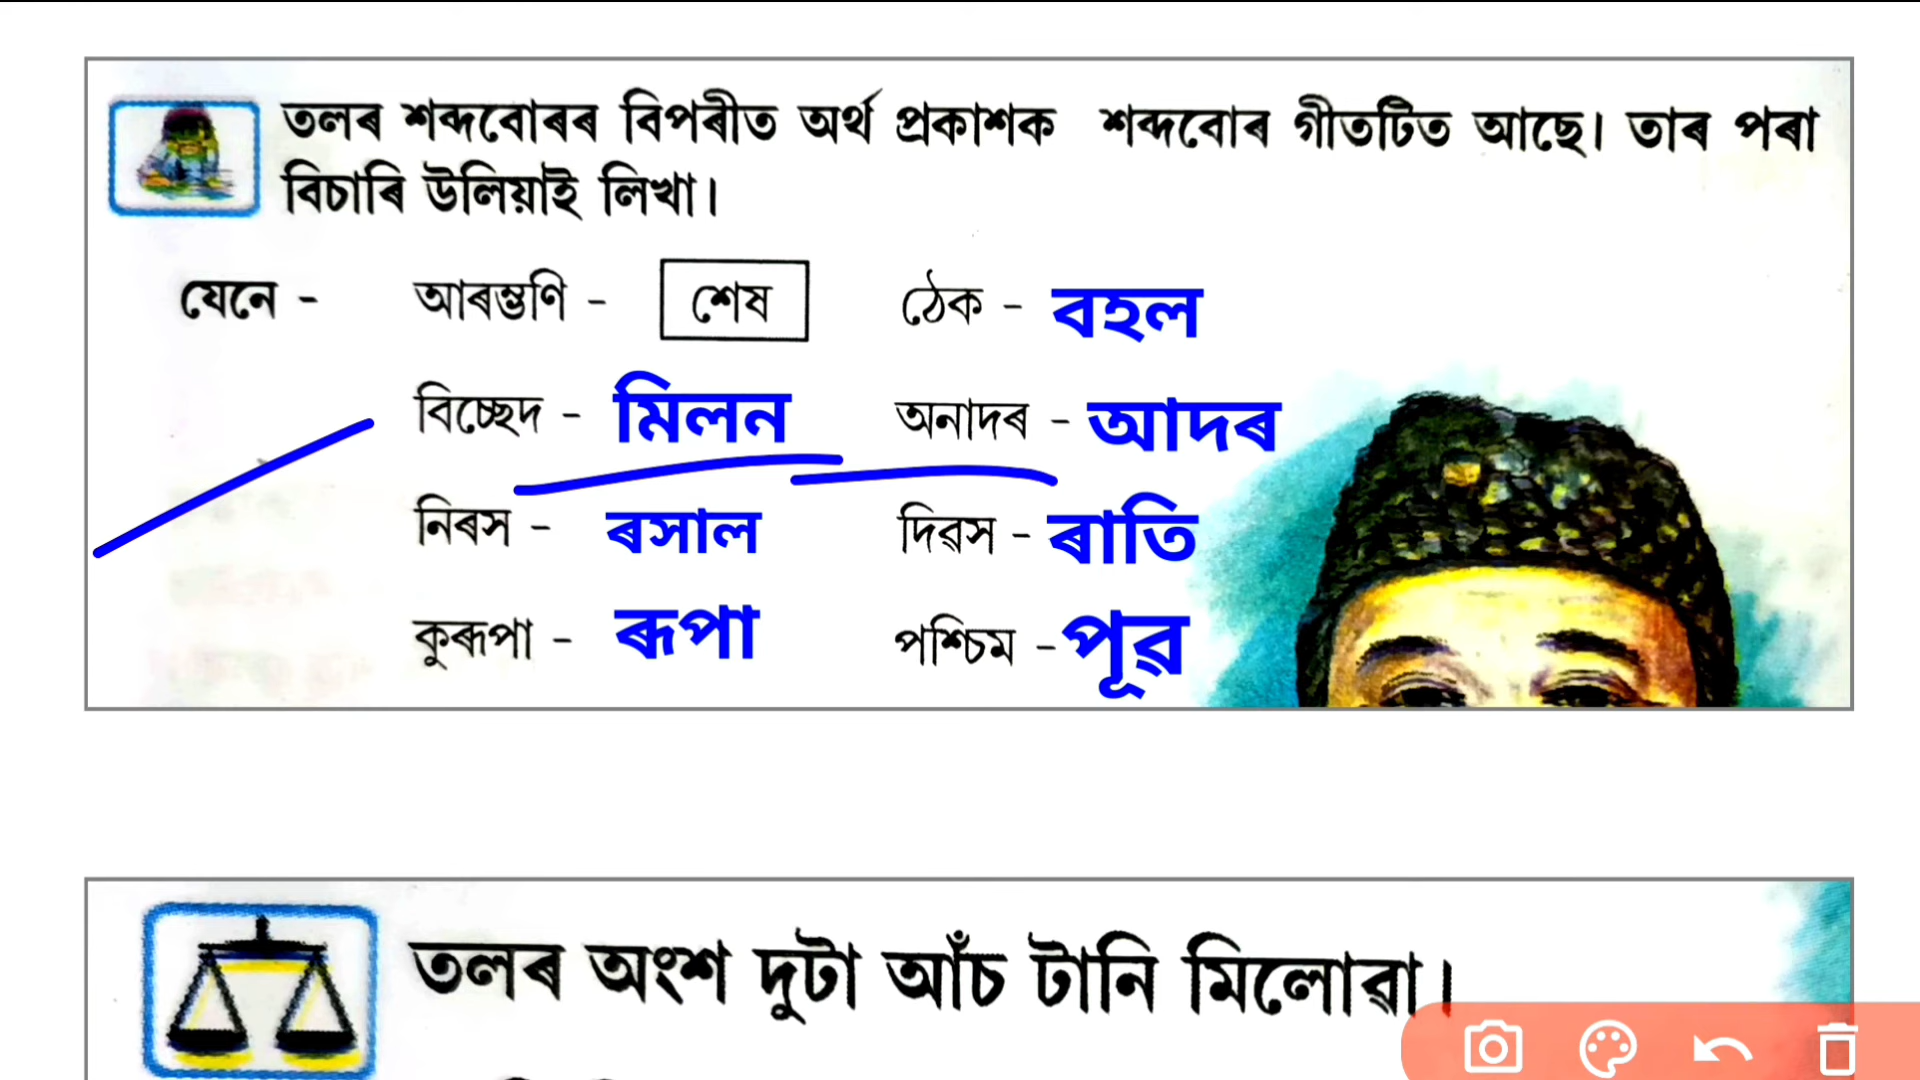 তলৰ শব্দবোৰৰ বিপৰীত অৰ্থ প্ৰকাশক শব্দবোৰ গীতটিত আছে। তাৰ পৰা
বিচাৰি উলিয়াই লিখা।
যেনে - আৰম্ভণি - শেষ ঠেক - বহল
বিচ্ছেদ - মিলন অনাদৰ - আদৰ
নিৰস - ৰসাল দিৱস - ৰাতি
কুৰূপা - ৰূপা পশ্চিম - পূৱ
তলৰ অংশ দুটা আঁচ টানি মিলোৱা।